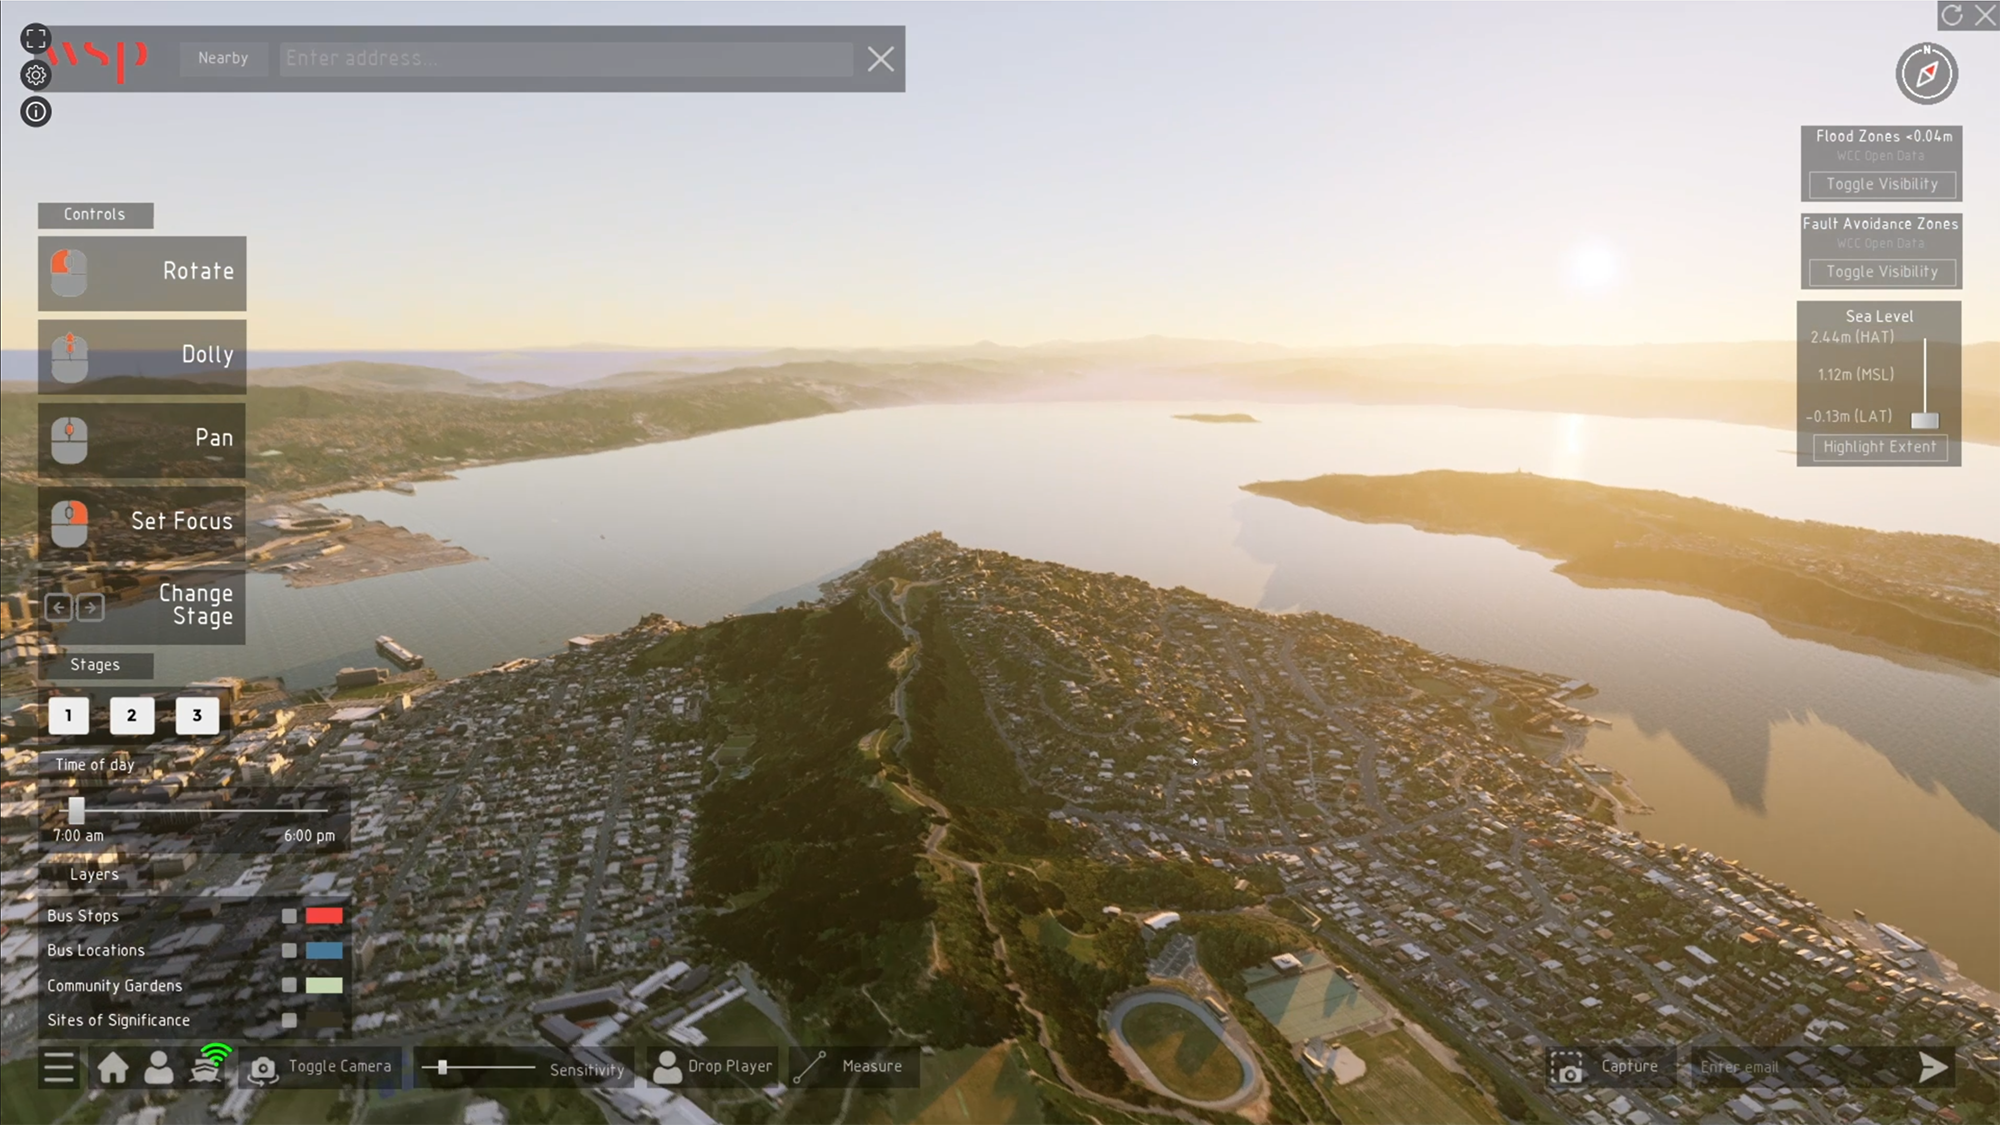 wsp
Nearby
Enter address...
N
Flood Zones <0.04m
WCC Open Data
Toggle Visibility
Fault Avoidance Zones
WCC Open Data
Toggle Visibility
Sea Level
2.44m (HAT)
1.12m (MSL)
-0.13m (LAT)
Highlight Extent
Controls
Rotate
Dolly
Pan
Set Focus
Change
Stage
Stages
1 2 3
Time of day
7:00 am 6:00 pm
Layers
Bus Stops
Bus Locations
Community Gardens
Sites of Significance
Toggle Camera
Sensitivity
Drop Player
Measure
Capture
Enter email